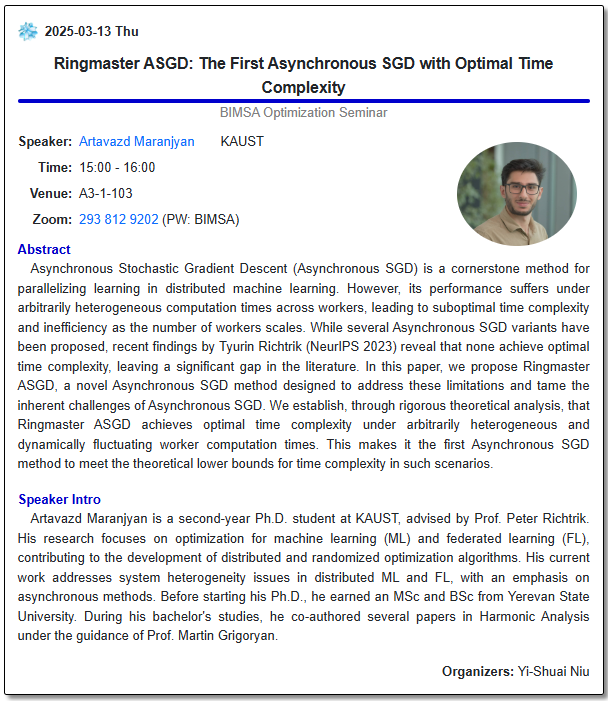 2025-03-13 Thu
Ringmaster ASGD: The First Asynchronous SGD with Optimal Time
Complexity
BIMSA Optimization Seminar
Speaker: Artavazd Maranjyan KAUST
Time: 15:00 - 16:00
Venue: A3-1-103
Zoom: 293 812 9202 (PW: BIMSA)
Abstract
Asynchronous Stochastic Gradient Descent (Asynchronous SGD) is a cornerstone method for
parallelizing learning in distributed machine learning. However, its performance suffers under
arbitrarily heterogeneous computation times across workers, leading to suboptimal time complexity
and inefficiency as the number of workers scales. While several Asynchronous SGD variants have
been proposed, recent findings by Tyurin Richtrik (NeurIPS 2023) reveal that none achieve optimal
time complexity, leaving a significant gap in the literature. In this paper, we propose Ringmaster
ASGD, a novel Asynchronous SGD method designed to address these limitations and tame the
inherent challenges of Asynchronous SGD. We establish, through rigorous theoretical analysis, that
Ringmaster ASGD achieves optimal time complexity under arbitrarily heterogeneous and
dynamically fluctuating worker computation times. This makes it the first Asynchronous SGD
method to meet the theoretical lower bounds for time complexity in such scenarios.
Speaker Intro
Artavazd Maranjyan is a second-year Ph.D. student at KAUST, advised by Prof. Peter Richtrik.
His research focuses on optimization for machine learning (ML) and federated learning (FL),
contributing to the development of distributed and randomized optimization algorithms. His current
work addresses system heterogeneity issues in distributed ML and FL, with an emphasis on
asynchronous methods. Before starting his Ph.D., he earned an MSc and BSc from Yerevan State
University. During his bachelor's studies, he co-authored several papers in Harmonic Analysis
under the guidance of Prof. Martin Grigoryan.
Organizers: Yi-Shuai Niu